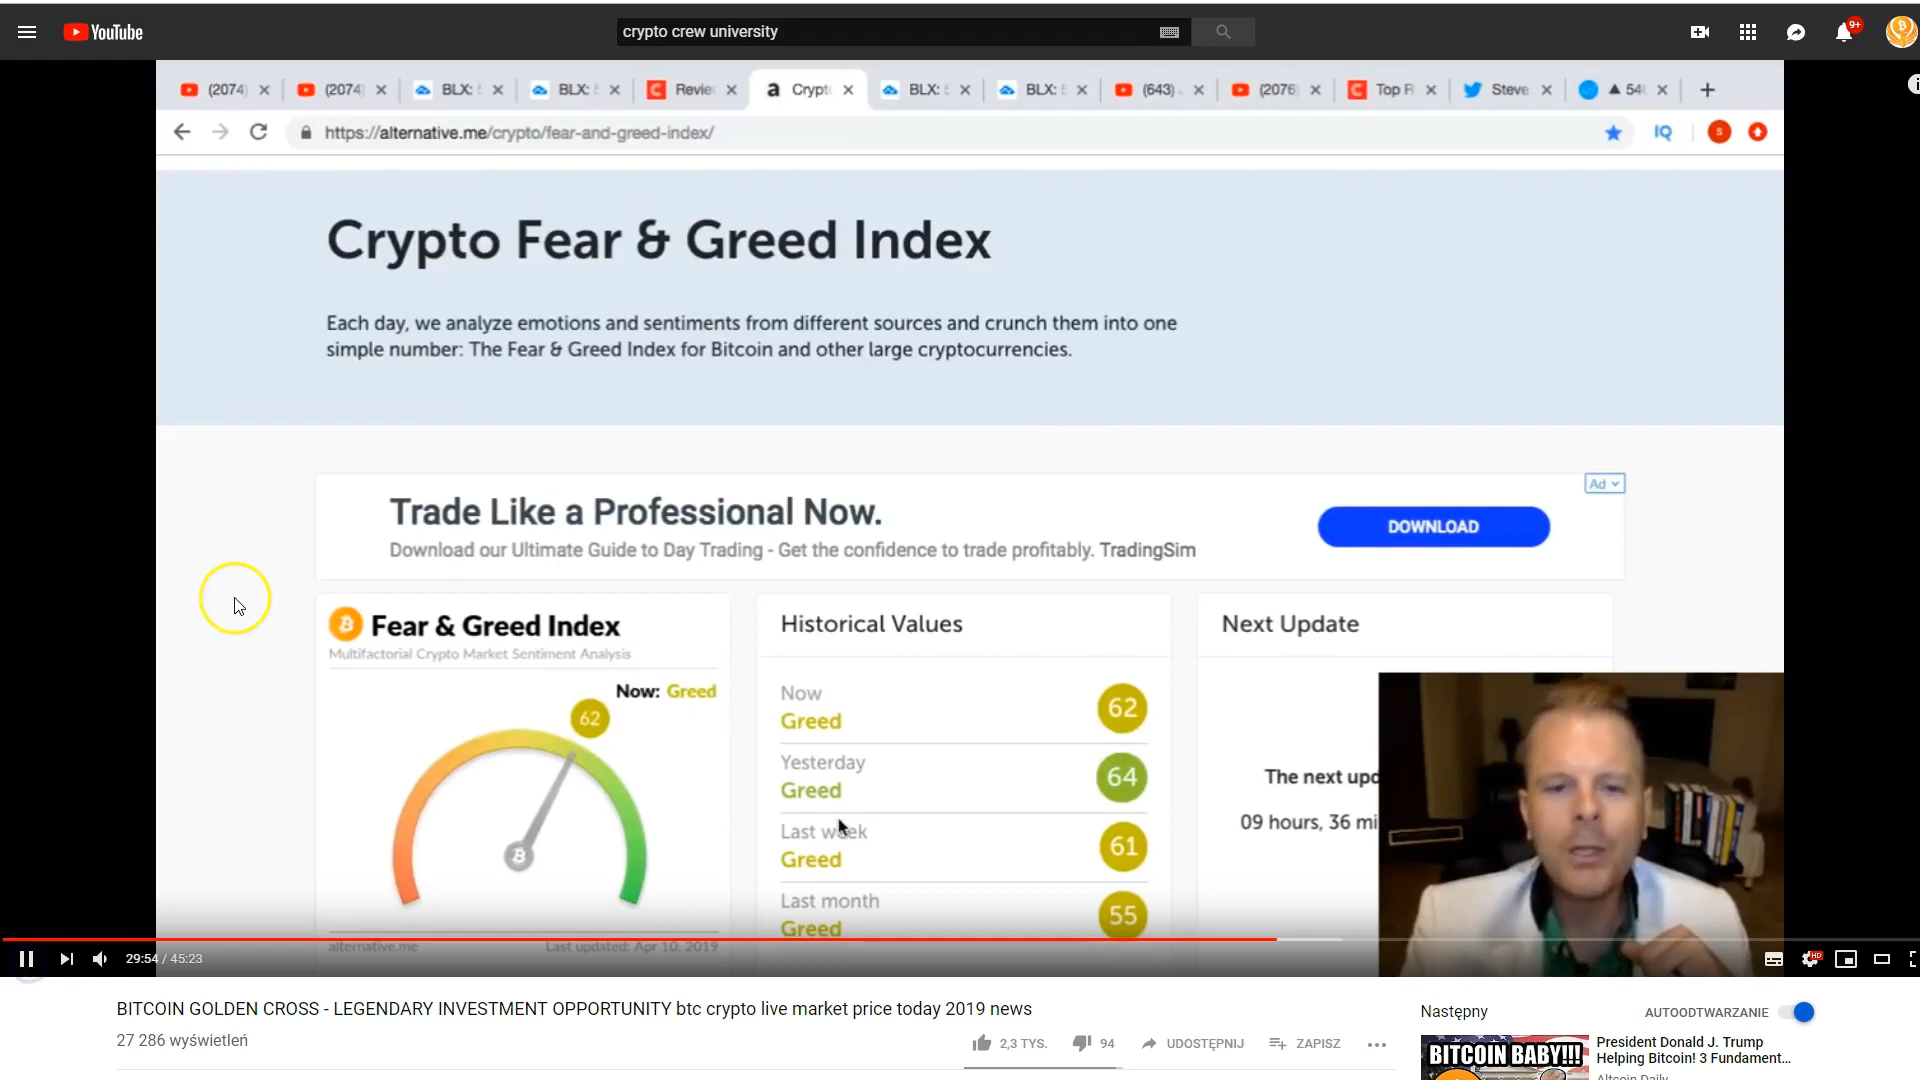 YouTube
crypto crew university
9+
(2074)
(2074)
BLX:
BLX:
Revie
Crypto
BLX:
BLX:
(643)
(2076)
Top R
Steve
54
https://alternative.me/crypto/fear-and-greed-index/
IQ
S
Crypto Fear & Greed Index
Each day, we analyze emotions and sentiments from different sources and crunch them into one
simple number: The Fear & Greed Index for Bitcoin and other large cryptocurrencies.
Ad
Trade Like a Professional Now.
Download our Ultimate Guide to Day Trading - Get the confidence to trade profitably. TradingSim
DOWNLOAD
Fear & Greed Index
Multifactorial Crypto Market Sentiment Analysis
Now: Greed
62
alternative.me
Last updated: Apr 10, 2019
Historical Values
Now
Greed
62
Yesterday
Greed
64
Last week
Greed
61
Last month
Greed
55
Next Update
The next upd
09 hours, 36 mi
29:54 / 45:23
HD
BITCOIN GOLDEN CROSS - LEGENDARY INVESTMENT OPPORTUNITY btc crypto live market price today 2019 news
27 286 wyświetleń
2,3 TYS.
94
UDOSTĘPNIJ
ZAPISZ
Następny
AUTOODTWARZANIE
BITCOIN BABY!!!
President Donald J. Trump
Helping Bitcoin! 3 Fundament...
Altcoin Daily